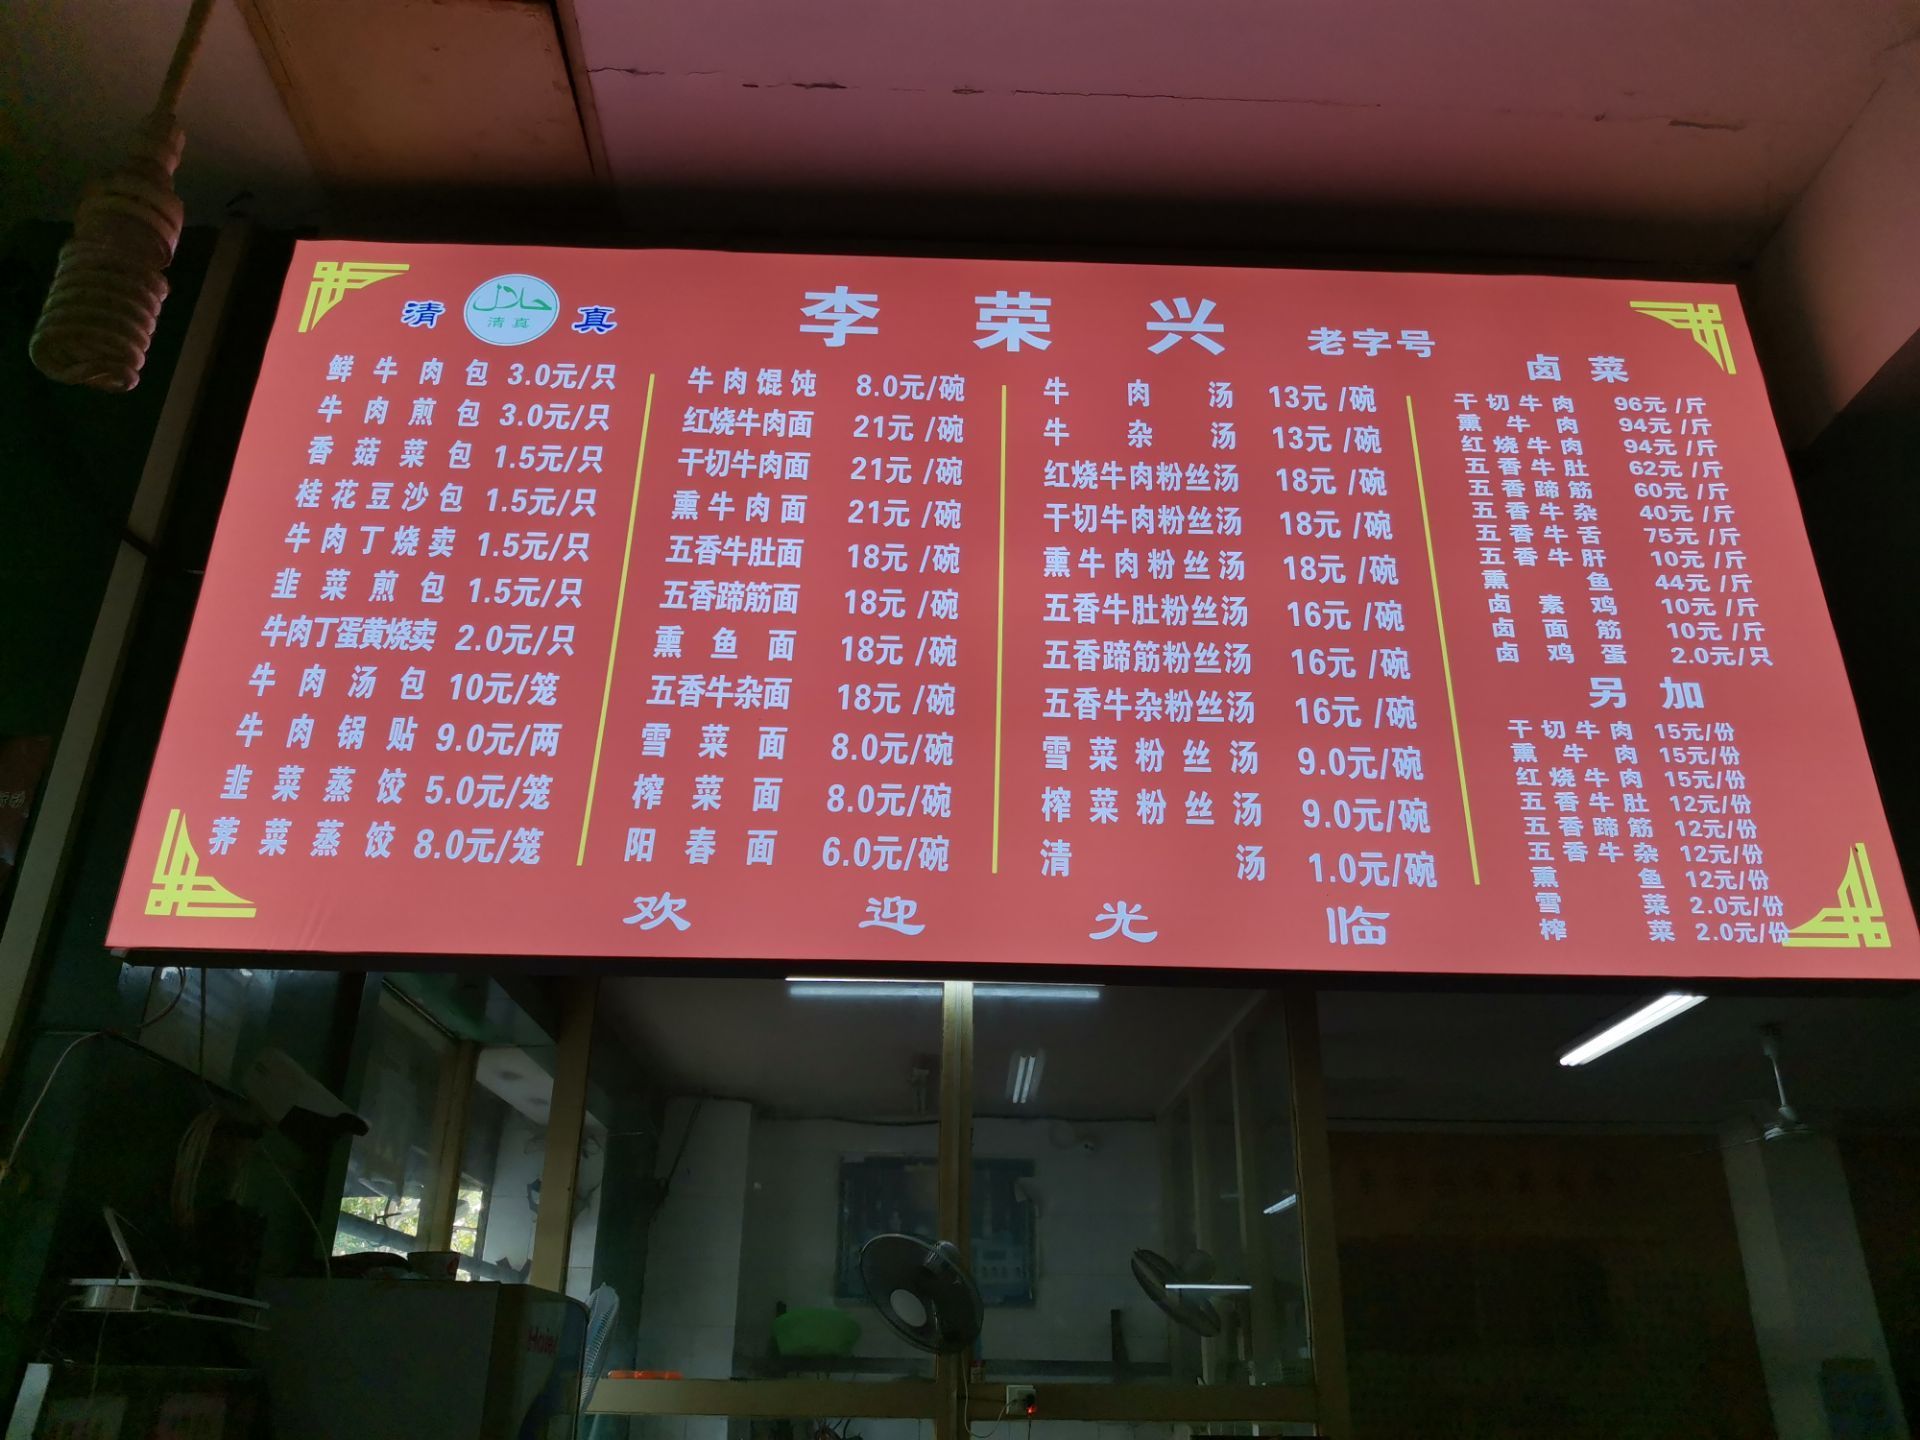 清 حلال 清真 真
李荣兴 老字号
鲜牛肉包 3.0元/只
牛肉煎包 3.0元/只
香菇菜包 1.5元/只
桂花豆沙包 1.5元/只
牛肉丁烧卖 1.5元/只
韭菜煎包 1.5元/只
牛肉丁蛋黄烧卖 2.0元/只
牛肉汤包 10元/笼
牛肉锅贴 9.0元/两
韭菜蒸饺 5.0元/笼
荠菜蒸饺 8.0元/笼
牛肉馄饨 8.0元/碗
红烧牛肉面 21元/碗
干切牛肉面 21元/碗
熏牛肉面 21元/碗
五香牛肚面 18元/碗
五香蹄筋面 18元/碗
熏鱼面 18元/碗
五香牛杂面 18元/碗
雪菜面 8.0元/碗
榨菜面 8.0元/碗
阳春面 6.0元/碗
牛肉汤 13元/碗
牛杂汤 13元/碗
红烧牛肉粉丝汤 18元/碗
干切牛肉粉丝汤 18元/碗
熏牛肉粉丝汤 18元/碗
五香牛肚粉丝汤 16元/碗
五香蹄筋粉丝汤 16元/碗
五香牛杂粉丝汤 16元/碗
雪菜粉丝汤 9.0元/碗
榨菜粉丝汤 9.0元/碗
清汤 1.0元/碗
卤菜
干切牛肉 96元/斤
熏牛肉 94元/斤
红烧牛肉 94元/斤
五香牛肚 62元/斤
五香蹄筋 60元/斤
五香牛杂 40元/斤
五香牛舌 75元/斤
五香牛肝 10元/斤
熏鱼 44元/斤
卤素鸡 10元/斤
卤面筋 10元/斤
卤鸡蛋 2.0元/只
另加
干切牛肉 15元/份
熏牛肉 15元/份
红烧牛肉 15元/份
五香牛肚 12元/份
五香蹄筋 12元/份
五香牛杂 12元/份
熏鱼 12元/份
雪菜 2.0元/份
榨菜 2.0元/份
欢迎光临